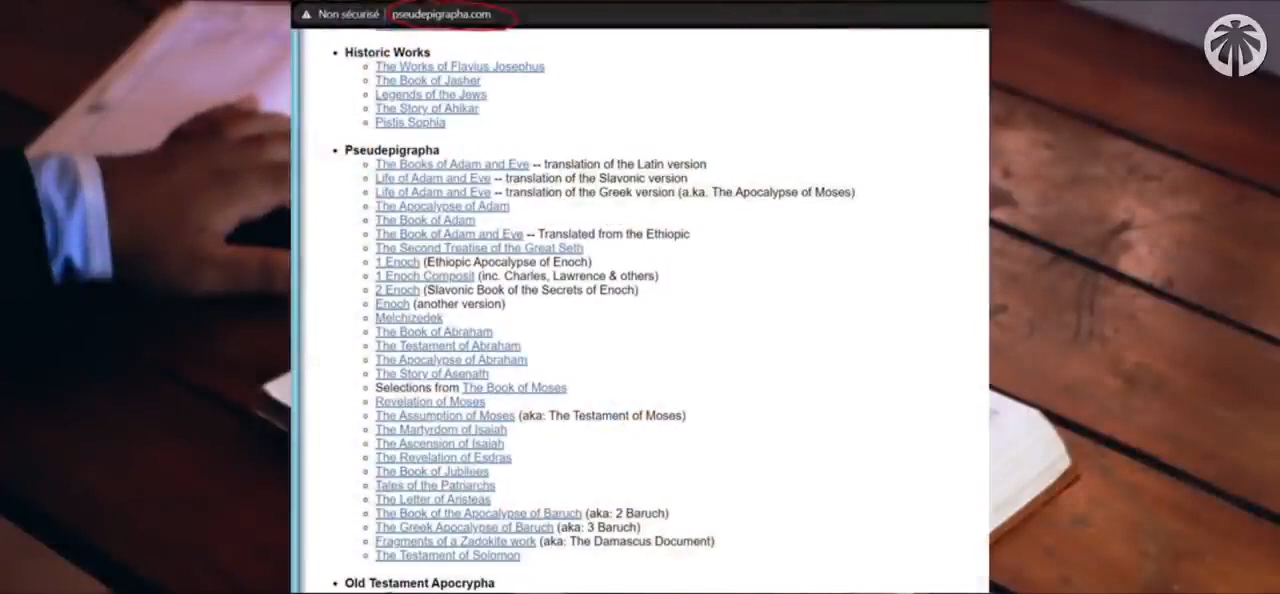 Non sécurisé pseudepigrapha.com
Historic Works
The Works of Flavius Josephus
The Book of Jasher
Legends of the Jews
The Story of Ahikar
Pistis Sophia
Pseudepigrapha
The Books of Adam and Eve -- translation of the Latin version
Life of Adam and Eve -- translation of the Slavonic version
Life of Adam and Eve -- translation of the Greek version (a.ka. The Apocalypse of Moses)
The Apocalypse of Adam
The Book of Adam
The Book of Adam and Eve -- Translated from the Ethiopic
The Second Treatise of the Great Seth
1 Enoch (Ethiopic Apocalypse of Enoch)
1 Enoch Composit (inc. Charles, Lawrence & others)
2 Enoch (Slavonic Book of the Secrets of Enoch)
Enoch (another version)
Melchizedek
The Book of Abraham
The Testament of Abraham
The Apocalypse of Abraham
The Story of Asenath
Selections from The Book of Moses
Revelation of Moses
The Assumption of Moses (aka: The Testament of Moses)
The Martyrdom of Isaiah
The Ascension of Isaiah
The Revelation of Esdras
The Book of Jubilees
Tales of the Patriarchs
The Letter of Aristeas
The Book of the Apocalypse of Baruch (aka: 2 Baruch)
The Greek Apocalypse of Baruch (aka: 3 Baruch)
Fragments of a Zadokite work (aka: The Damascus Document)
The Testament of Solomon
Old Testament Apocrypha